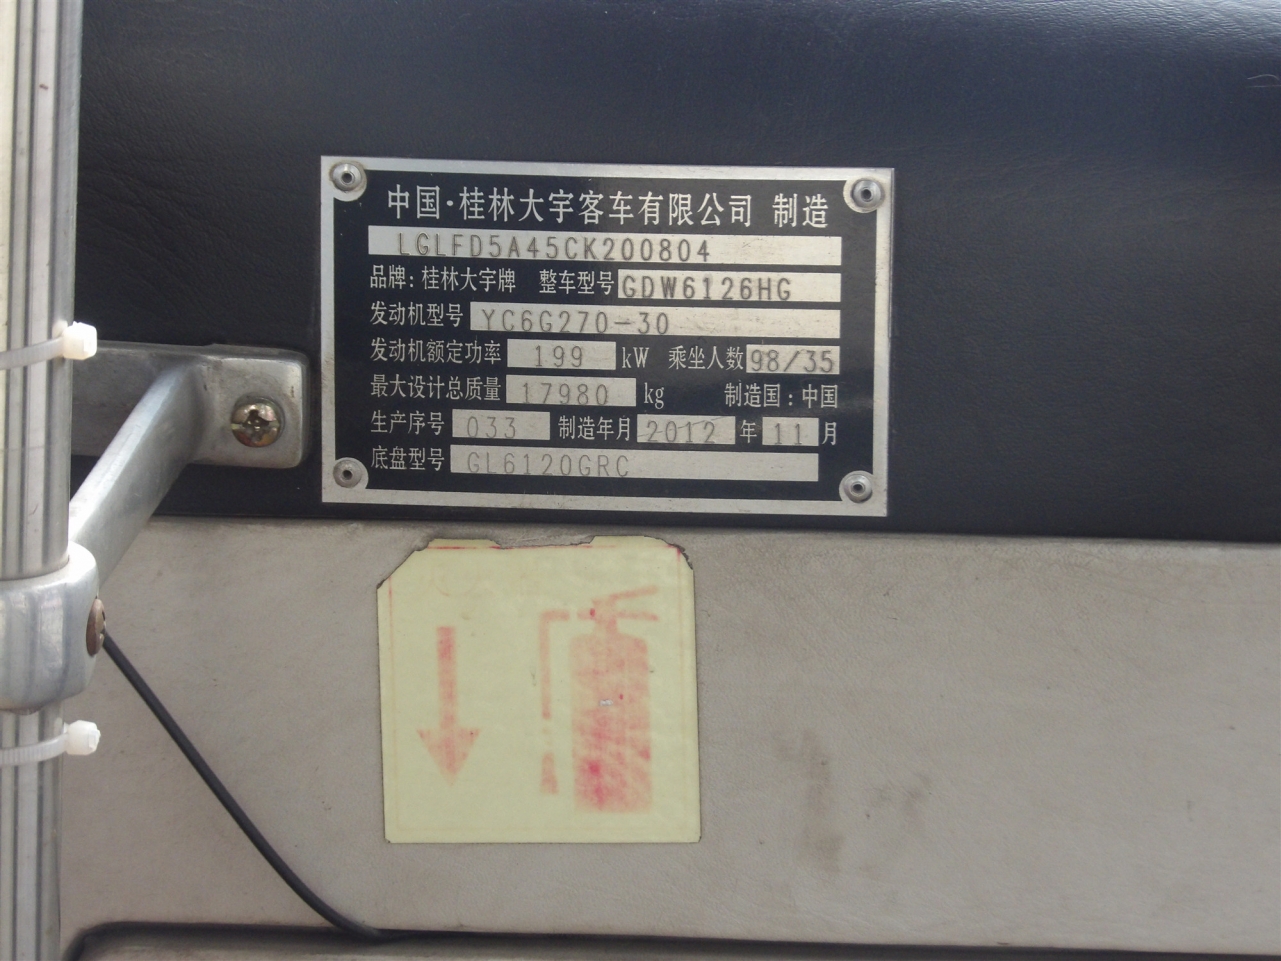 中国·桂林大宇客车有限公司 制造
LGLFD5A45CK200804
品牌:桂林大宇牌 整车型号 GDW6126HG
发动机型号 YC6G270-30
发动机额定功率 199 kW 乘坐人数 98/35
最大设计总质量 17980 kg 制造国:中国
生产序号 033 制造年月 2012 年 11 月
底盘型号 GL6120GRC